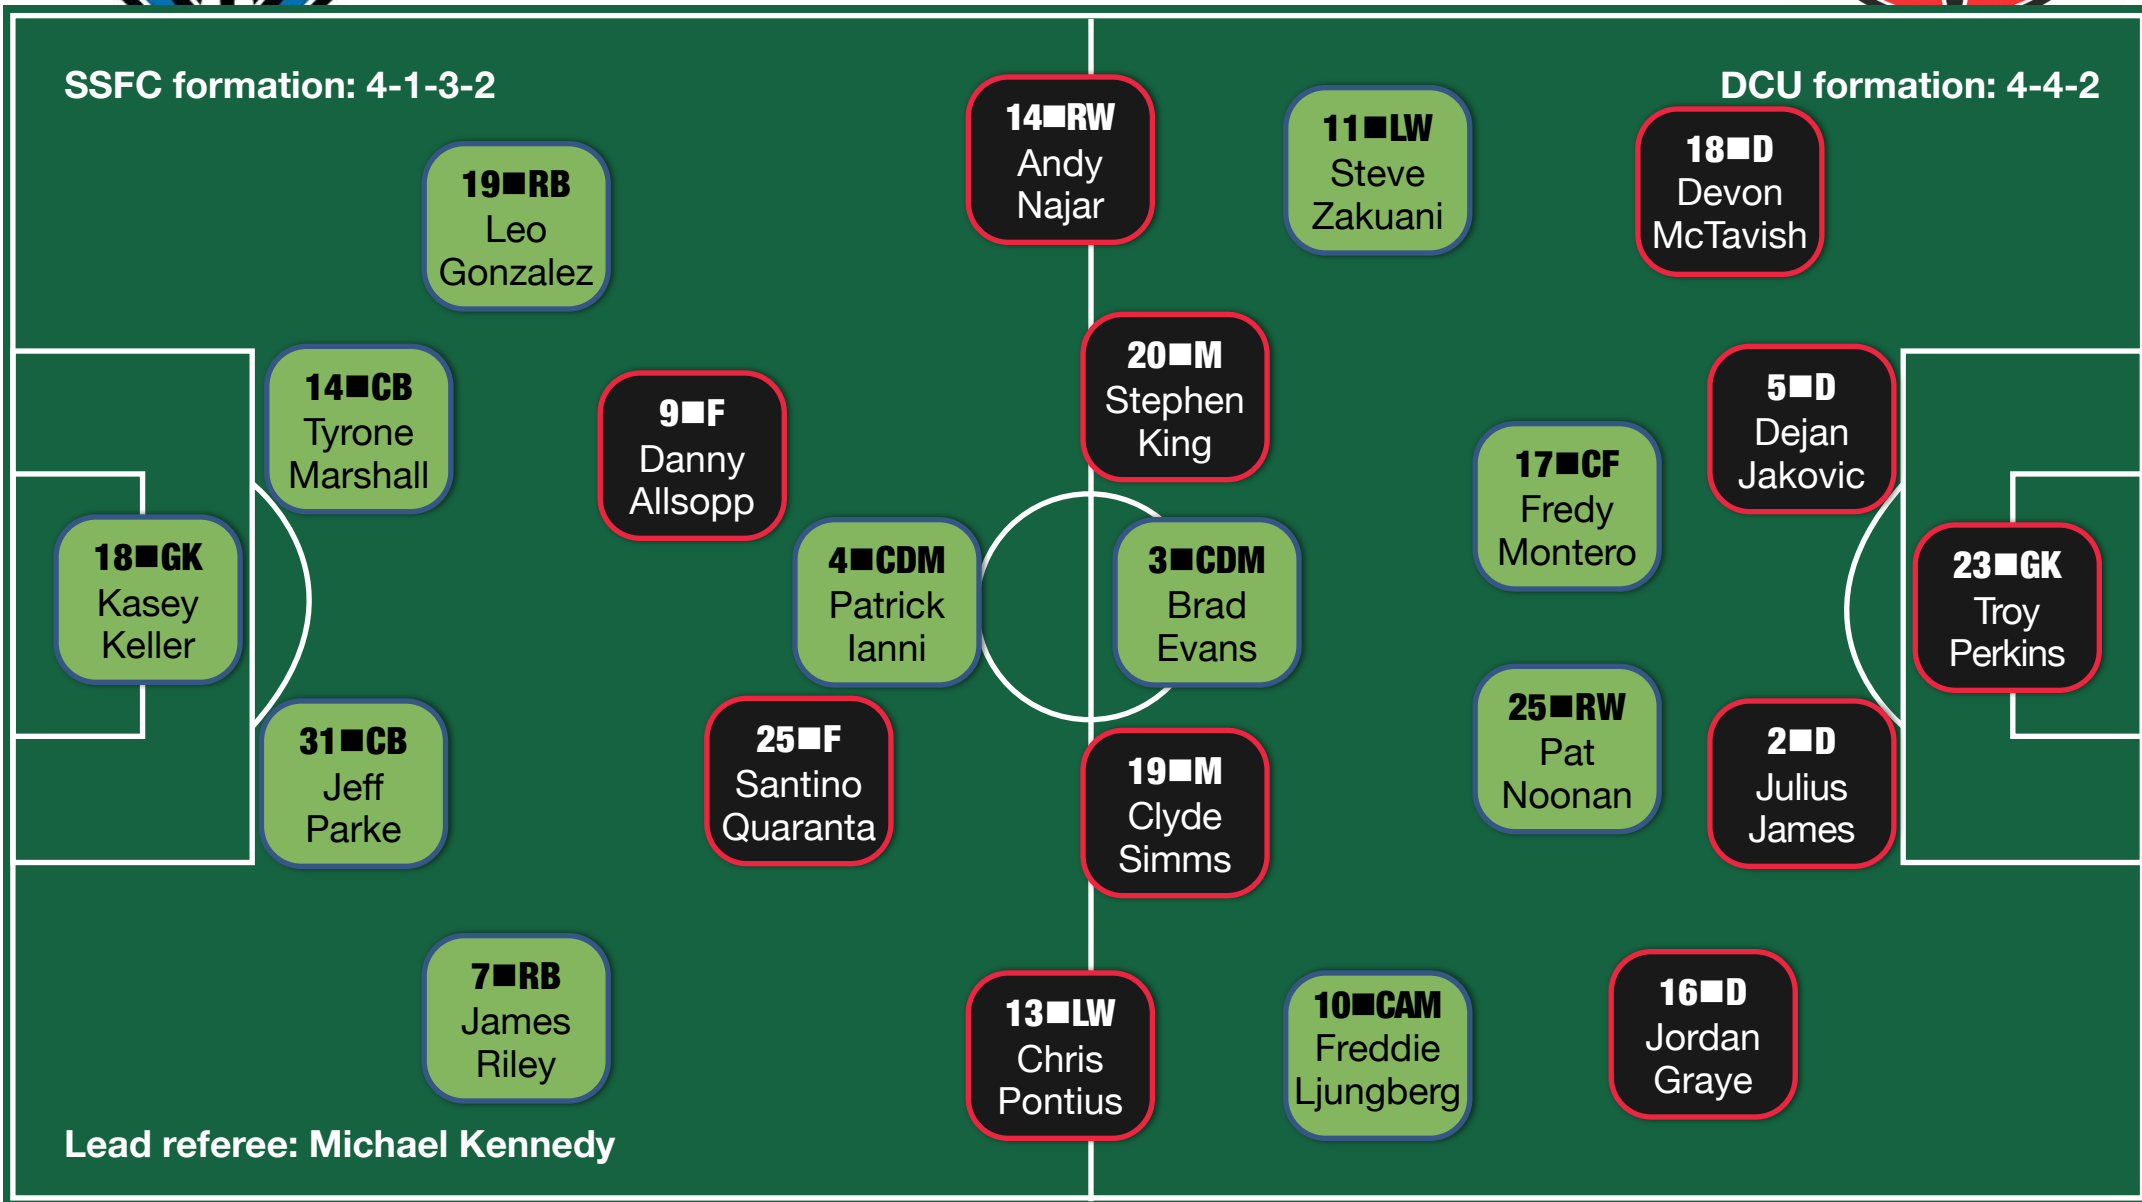 SSFC formation: 4-1-3-2
DCU formation: 4-4-2
14■RW
Andy
Najar
11■LW
Steve
Zakuani
18■D
Devon
McTavish
19■RB
Leo
Gonzalez
20■M
Stephen
King
14■CB
Tyrone
Marshall
9■F
Danny
Allsopp
5■D
Dejan
Jakovic
17■CF
Fredy
Montero
18■GK
Kasey
Keller
4■CDM
Patrick
Ianni
3■CDM
Brad
Evans
23■GK
Troy
Perkins
31■CB
Jeff
Parke
25■F
Santino
Quaranta
19■M
Clyde
Simms
25■RW
Pat
Noonan
2■D
Julius
James
7■RB
James
Riley
13■LW
Chris
Pontius
10■CAM
Freddie
Ljungberg
16■D
Jordan
Graye
Lead referee: Michael Kennedy